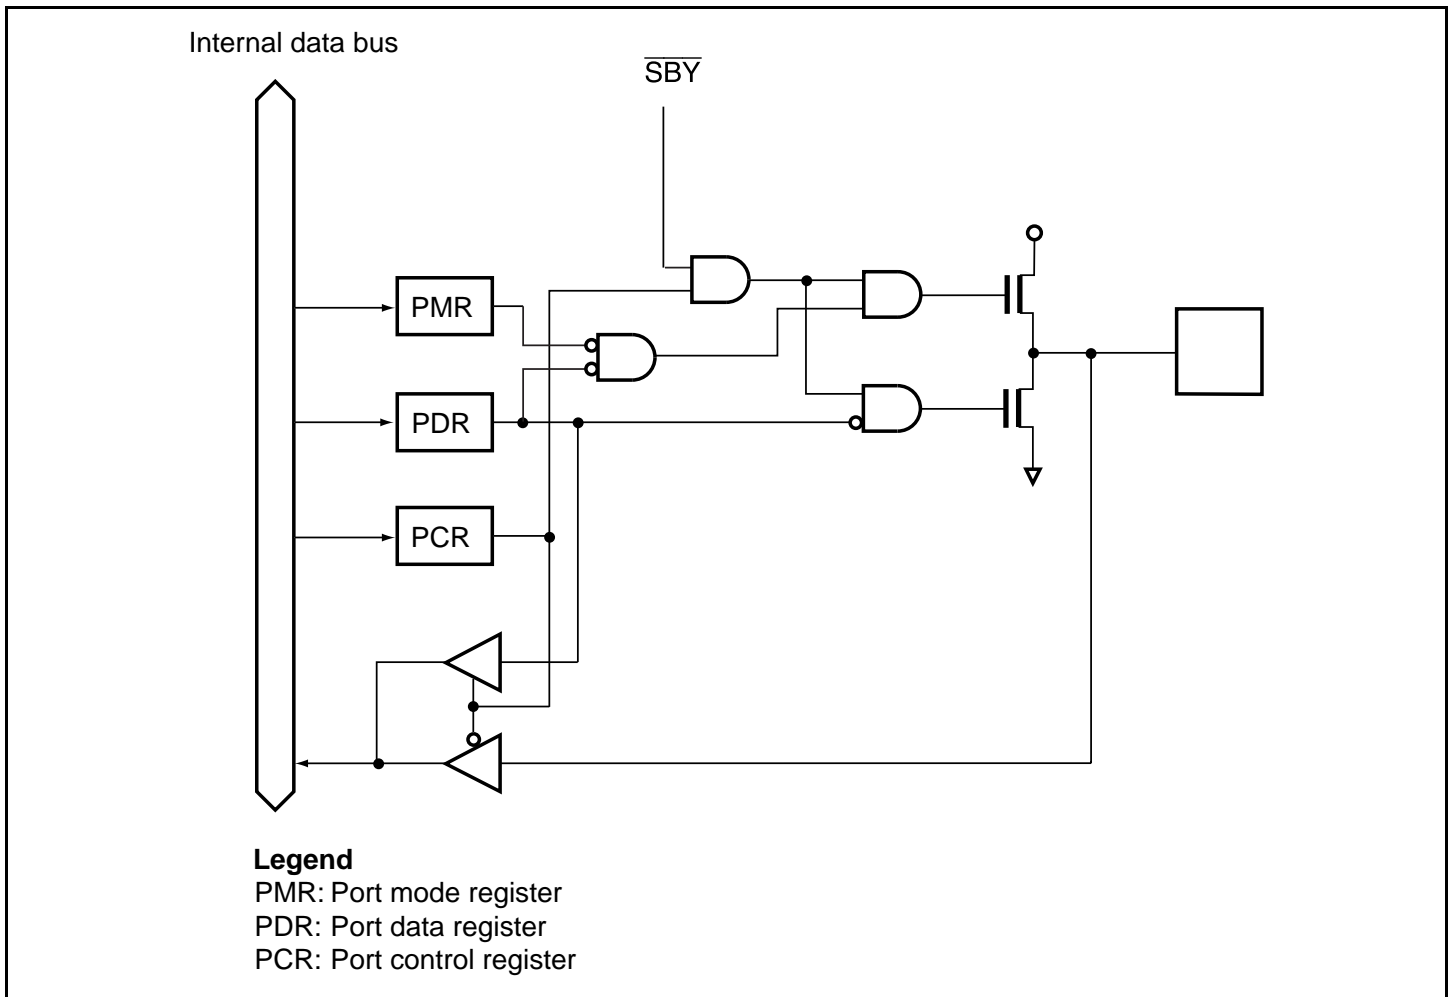 Internal data bus
S̅B̅Y̅
PMR
PDR
PCR
Legend
PMR: Port mode register
PDR: Port data register
PCR: Port control register